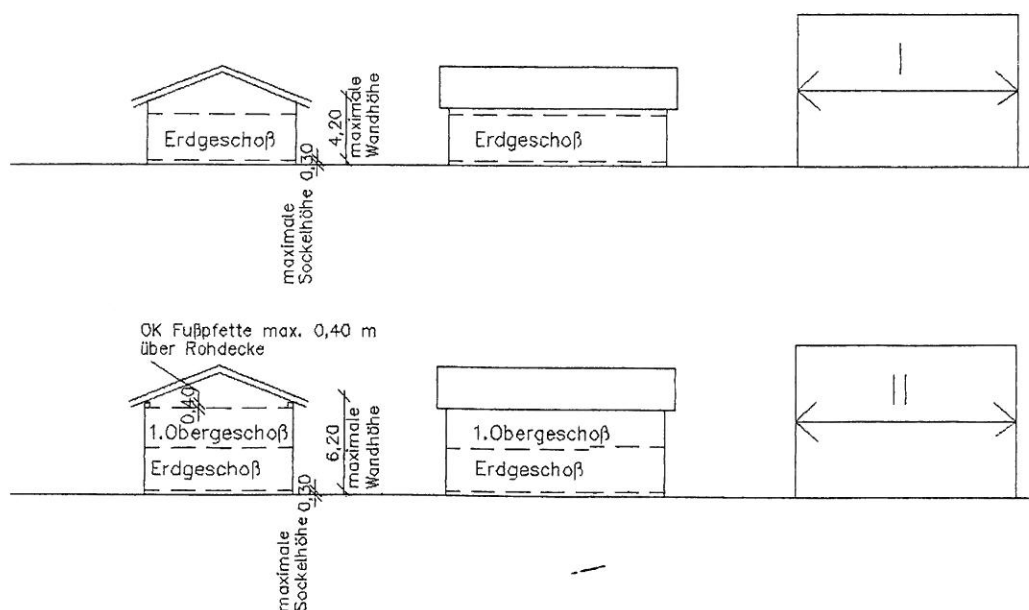 Erdgeschoß
maximale
Sockelhöhe 0,30
4,20
maximale
Wandhöhe
Erdgeschoß
I
OK Fußpfette max. 0,40 m
über Rohdecke
0,40
1.Obergeschoß
Erdgeschoß
maximale
Sockelhöhe 0,30
6,20
maximale
Wandhöhe
1.Obergeschoß
Erdgeschoß
II